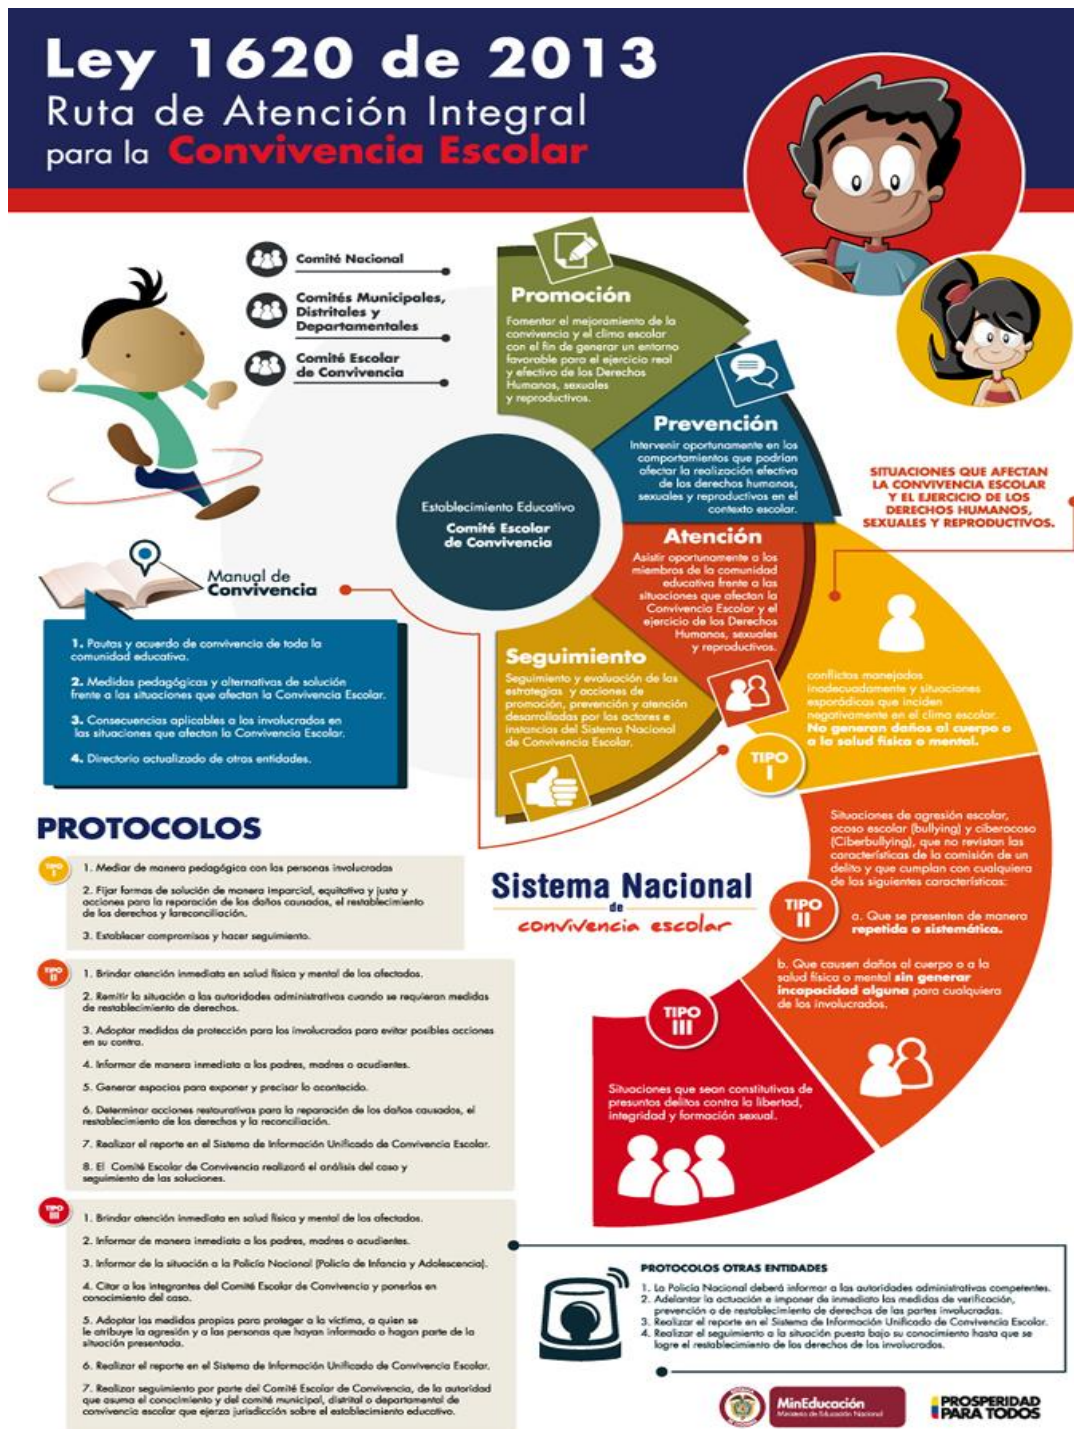 Ley 1620 de 2013
Ruta de Atención Integral
para la Convivencia Escolar
Comité Nacional
Comités Municipales,
Distritales y
Departamentales
Comité Escolar
de Convivencia
Promoción
Fomentar el mejoramiento de la
convivencia y el clima escolar
con el fin de generar un entorno
favorable para el ejercicio real
y efectivo de los Derechos
Humanos, sexuales
y reproductivos.
Prevención
Intervenir oportunamente en los
comportamientos que podrían
afectar la realización efectiva
de los derechos humanos,
sexuales y reproductivos en el
contexto escolar.
SITUACIONES QUE AFECTAN
LA CONVIVENCIA ESCOLAR
Y EL EJERCICIO DE LOS
DERECHOS HUMANOS,
SEXUALES Y REPRODUCTIVOS.
Establecimiento Educativo
Comité Escolar
de Convivencia
Atención
Asistir oportunamente a los
miembros de la comunidad
educativa frente a las
situaciones que afectan la
Convivencia Escolar y el
ejercicio de los Derechos
Humanos, sexuales
y reproductivos.
Manual de
Convivencia
1. Pautas y acuerdo de convivencia de toda la
comunidad educativa.
2. Medidas pedagógicas y alternativas de solución
frente a las situaciones que afectan la Convivencia Escolar.
3. Consecuencias aplicables a los involucrados en
las situaciones que afectan la Convivencia Escolar.
4. Directorio actualizado de otras entidades.
Seguimiento
Seguimiento y evaluación de las
estrategias y acciones de
promoción, prevención y atención
desarrolladas por los actores e
instancias del Sistema Nacional
de Convivencia Escolar.
conflictos manejados
inadecuadamente y situaciones
esporádicas que inciden
negativamente en el clima escolar.
No generan daños al cuerpo o
a la salud física o mental.
TIPO
I
Situaciones de agresión escolar,
acoso escolar (bullying) y ciberacoso
(Ciberbullying), que no revistan las
características de la comisión de un
delito y que cumplan con cualquiera
de las siguientes características:
TIPO
II
a. Que se presenten de manera
repetida o sistemática.
b. Que causen daños al cuerpo o a la
salud física o mental sin generar
incapacidad alguna para cualquiera
de los involucrados.
TIPO
III
Situaciones que sean constitutivas de
presuntos delitos contra la libertad,
integridad y formación sexual.
Sistema Nacional
de
convivencia escolar
PROTOCOLOS
TIPO
I
1. Mediar de manera pedagógica con las personas involucradas
2. Fijar formas de solución de manera imparcial, equitativa y justa y
acciones para la reparación de los daños causados, el restablecimiento
de los derechos y lareconciliación.
3. Establecer compromisos y hacer seguimiento.
TIPO
II
1. Brindar atención inmediata en salud física y mental de los afectados.
2. Remitir la situación a las autoridades administrativas cuando se requieran medidas
de restablecimiento de derechos.
3. Adoptar medidas de protección para los involucrados para evitar posibles acciones
en su contra.
4. Informar de manera inmediata a los padres, madres o acudientes.
5. Generar espacios para exponer y precisar lo acontecido.
6. Determinar acciones restaurativas para la reparación de los daños causados, el
restablecimiento de los derechos y la reconciliación.
7. Realizar el reporte en el Sistema de Información Unificado de Convivencia Escolar.
8. El Comité Escolar de Convivencia realizará el análisis del caso y
seguimiento de las soluciones.
TIPO
III
1. Brindar atención inmediata en salud física y mental de los afectados.
2. Informar de manera inmediata a los padres, madres o acudientes.
3. Informar de la situación a la Policía Nacional (Policía de Infancia y Adolescencia).
4. Citar a los integrantes del Comité Escolar de Convivencia y ponerlos en
conocimiento del caso.
5. Adoptar las medidas propias para proteger a la víctima, a quien se
le atribuye la agresión y a las personas que hayan informado o hagan parte de la
situación presentada.
6. Realizar el reporte en el Sistema de Información Unificado de Convivencia Escolar.
7. Realizar seguimiento por parte del Comité Escolar de Convivencia, de la autoridad
que asuma el conocimiento y del comité municipal, distrital o departamental de
convivencia escolar que ejerza jurisdicción sobre el establecimiento educativo.
PROTOCOLOS OTRAS ENTIDADES
1. La Policía Nacional deberá informar a las autoridades administrativas competentes.
2. Adelantar la actuación e imponer de inmediato las medidas de verificación,
prevención o de restablecimiento de derechos de las partes involucradas.
3. Realizar el reporte en el Sistema de Información Unificado de Convivencia Escolar.
4. Realizar el seguimiento a la situación puesta bajo su conocimiento hasta que se
logre el restablecimiento de los derechos de los involucrados.
MinEducación
Ministerio de Educación Nacional
PROSPERIDAD
PARA TODOS